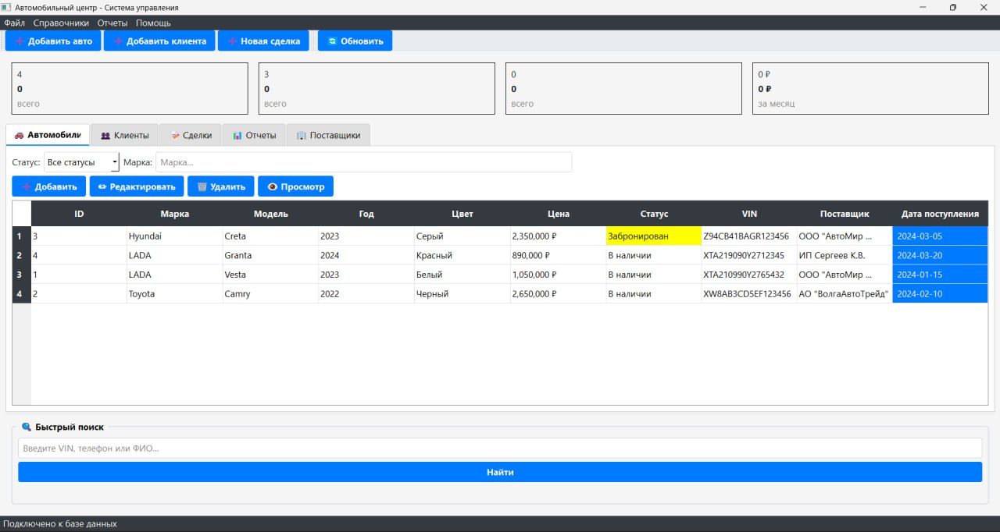 Автомобильный центр - Система управления
Файл Справочники Отчеты Помощь
Добавить авто Добавить клиента Новая сделка Обновить
4 3 0 0 ₽
0 0 0 0 ₽
всего всего всего за месяц
Автомобили Клиенты Сделки Отчеты Поставщики
Статус: Все статусы Марка: Марка...
Добавить Редактировать Удалить Просмотр
ID Марка Модель Год Цвет Цена Статус VIN Поставщик Дата поступления
1 3 Hyundai Creta 2023 Серый 2,350,000 ₽ Забронирован Z94CB41BAGR123456 ООО "АвтоМир ... 2024-03-05
2 4 LADA Granta 2024 Красный 890,000 ₽ В наличии XTA219090Y2712345 ИП Сергеев К.В. 2024-03-20
3 1 LADA Vesta 2023 Белый 1,050,000 ₽ В наличии XTA210990Y2765432 ООО "АвтоМир ... 2024-01-15
4 2 Toyota Camry 2022 Черный 2,650,000 ₽ В наличии XW8AB3CD5EF123456 АО "ВолгаАвтоТрейд" 2024-02-10
Быстрый поиск
Введите VIN, телефон или ФИО...
Найти
Подключено к базе данных